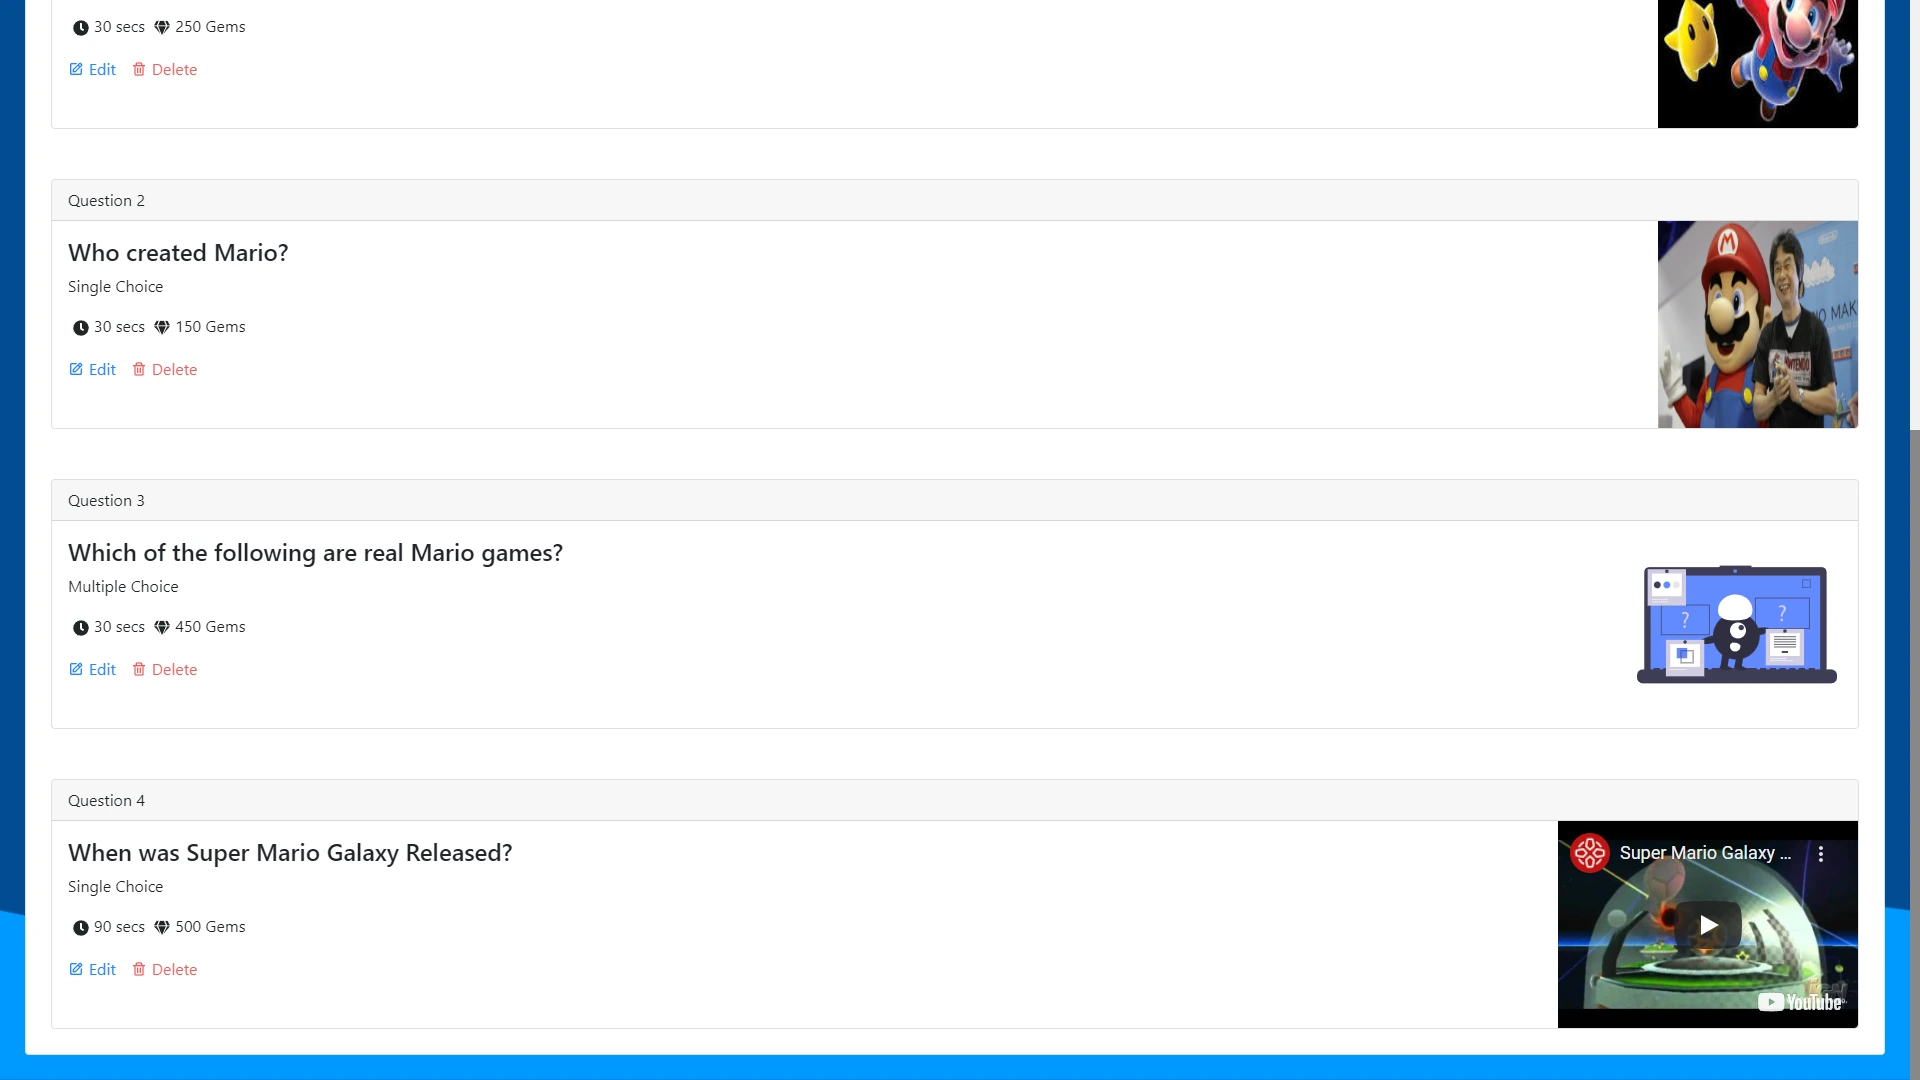 30 secs 250 Gems
Edit Delete
Question 2
Who created Mario?
Single Choice
30 secs 150 Gems
Edit Delete
M
Nintendo
MAK
NINTENDO
Question 3
Which of the following are real Mario games?
Multiple Choice
30 secs 450 Gems
Edit Delete
? ?
Question 4
When was Super Mario Galaxy Released?
Single Choice
90 secs 500 Gems
Edit Delete
Super Mario Galaxy ...
YouTube